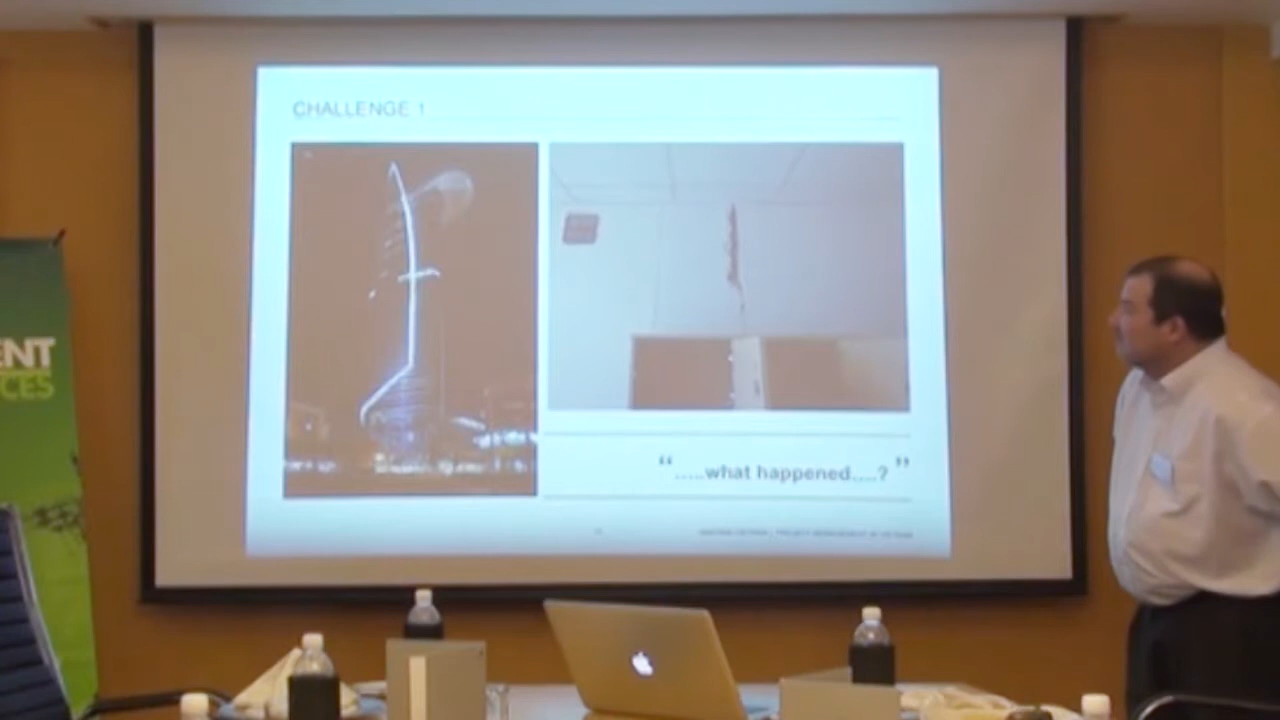 CHALLENGE 1
“.....what happened....?”
ENT
CES